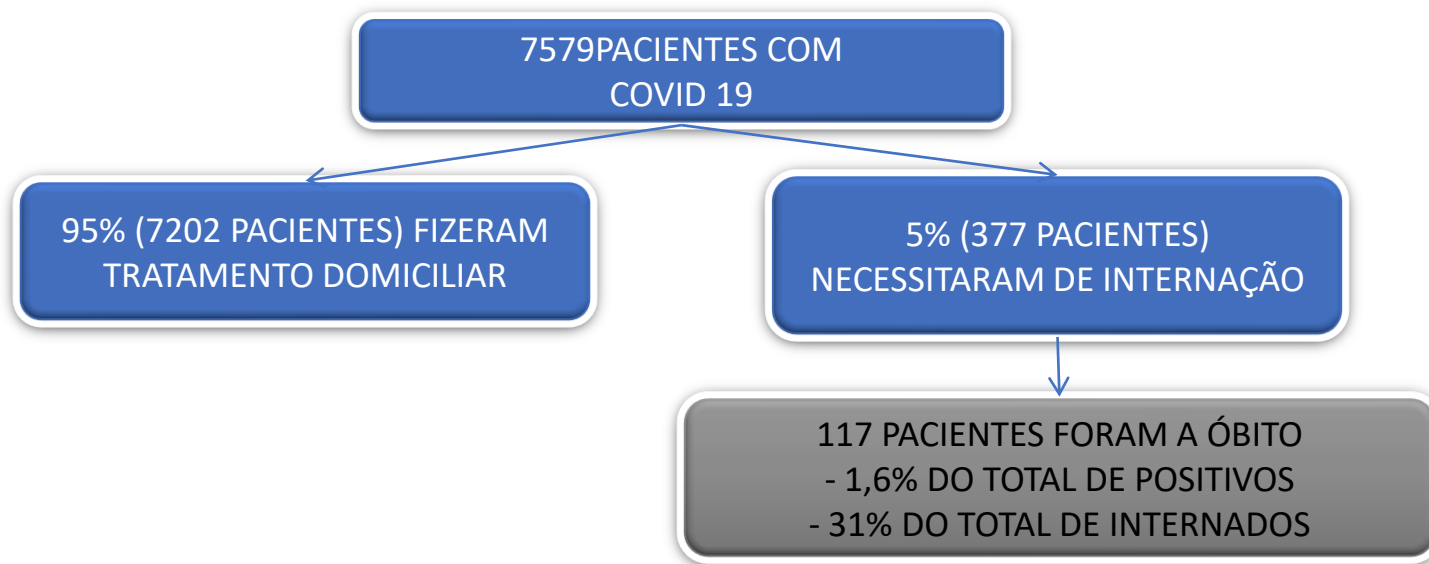 7579PACIENTES COM
COVID 19
95% (7202 PACIENTES) FIZERAM
TRATAMENTO DOMICILIAR
5% (377 PACIENTES)
NECESSITARAM DE INTERNAÇÃO
117 PACIENTES FORAM A ÓBITO
- 1,6% DO TOTAL DE POSITIVOS
- 31% DO TOTAL DE INTERNADOS